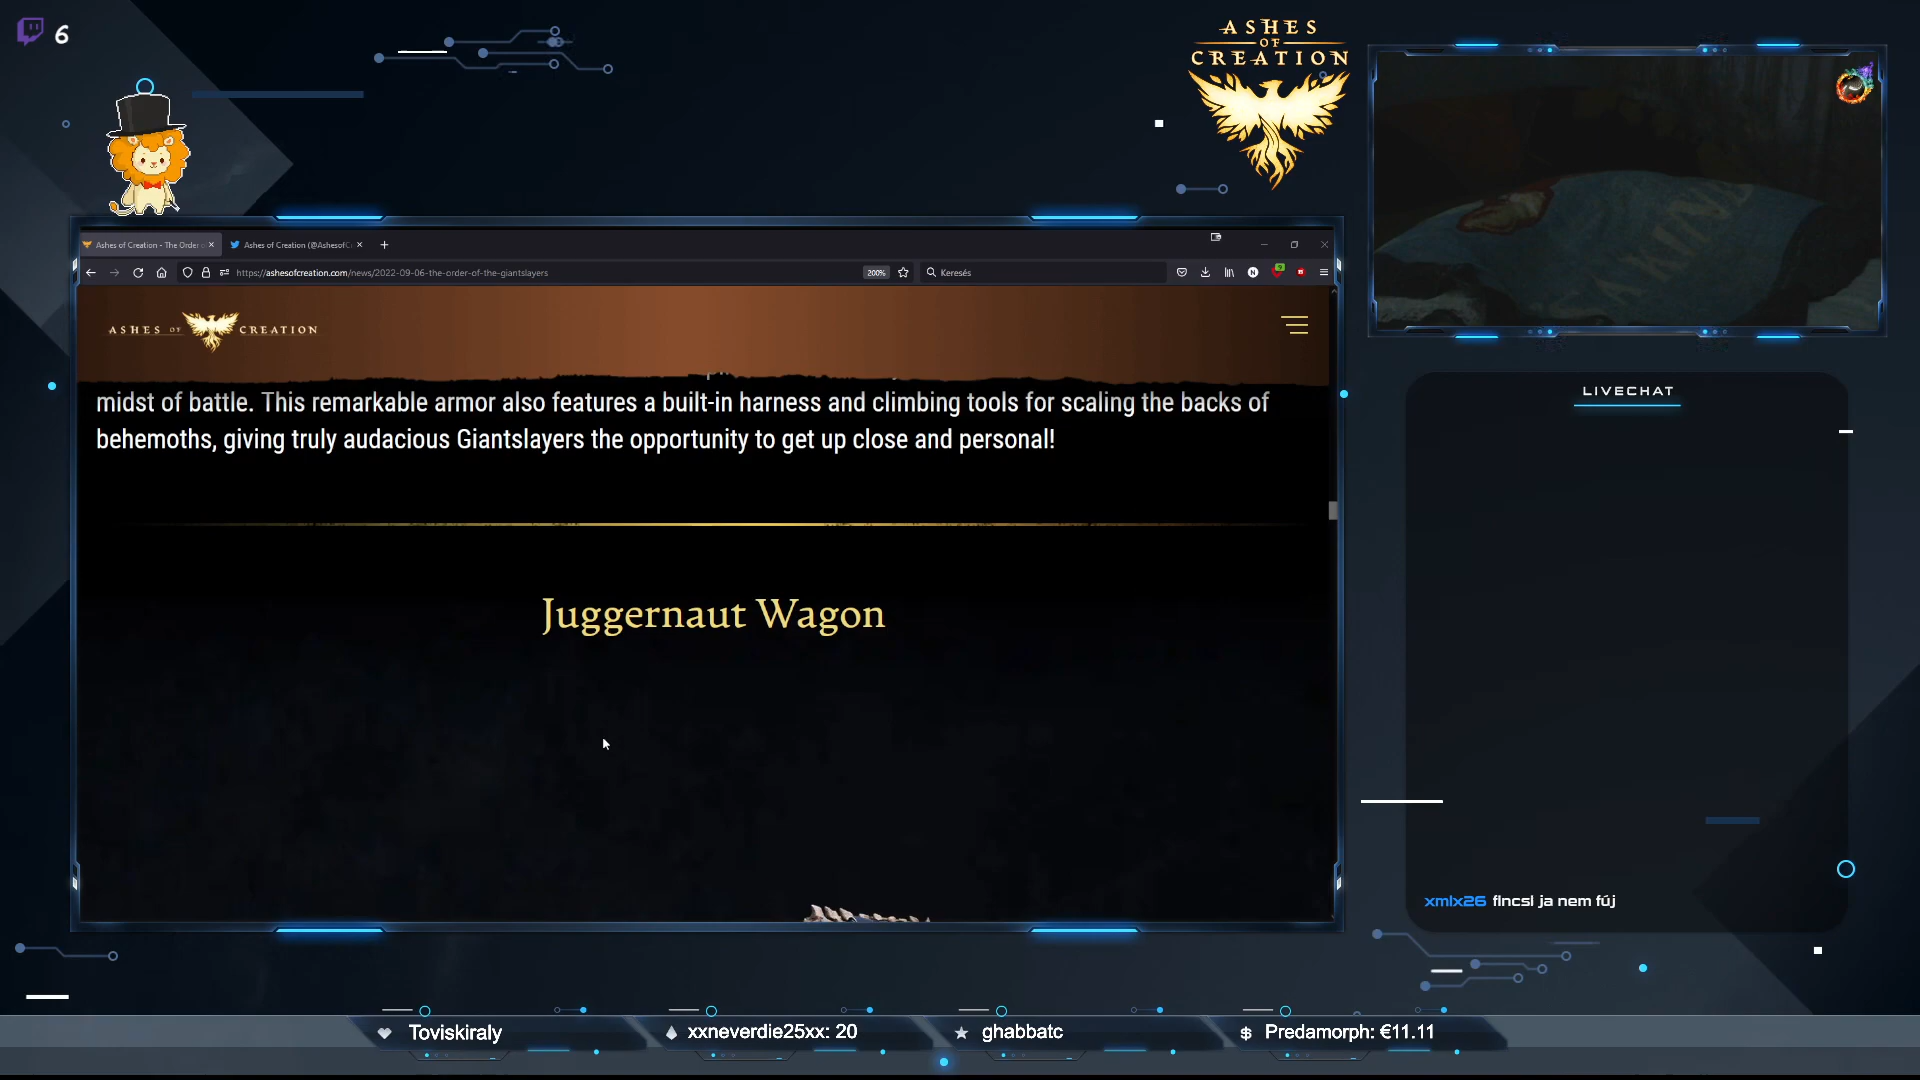 6
ASHES
OF
CREATION
Ashes of Creation - The Order o
Ashes of Creation (@AshesofC
https://ashesofcreation.com/news/2022-09-06-the-order-of-the-giantslayers
200%
Keresés
ASHES OF CREATION
midst of battle. This remarkable armor also features a built-in harness and climbing tools for scaling the backs of
behemoths, giving truly audacious Giantslayers the opportunity to get up close and personal!
Juggernaut Wagon
LIVECHAT
xmlx26 fincsi ja nem fúj
Toviskiraly
xxneverdie25xx: 20
ghabbatc
$ Predamorph: €11.11